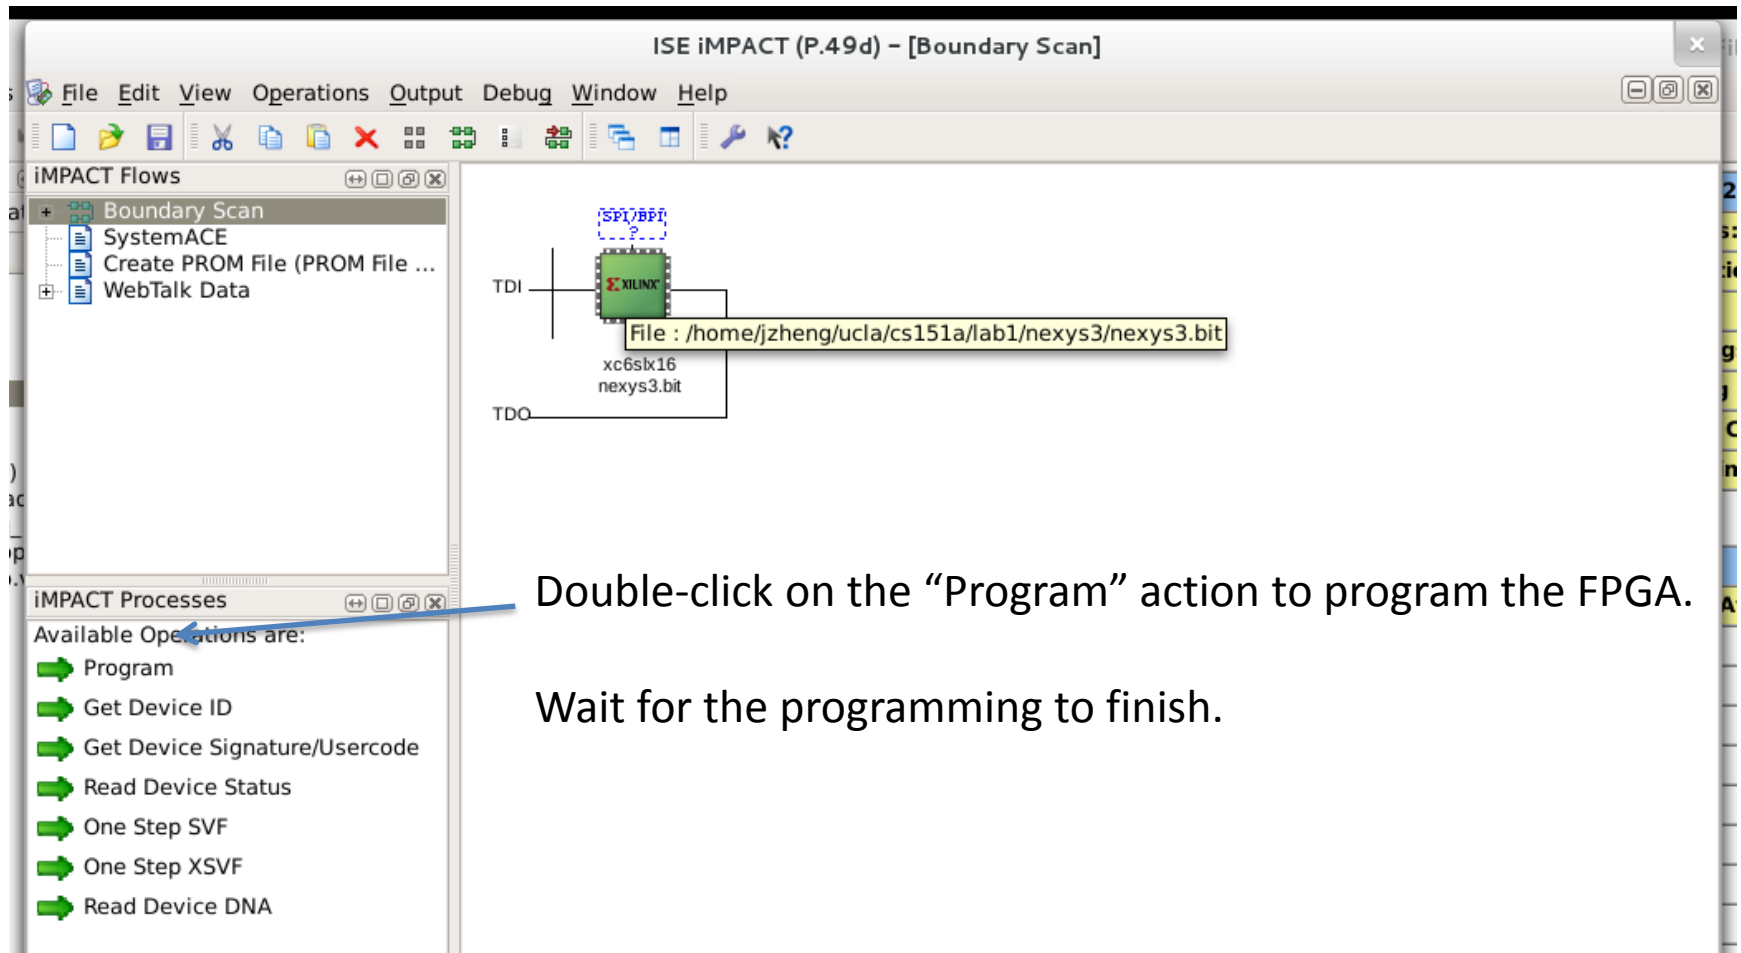 ISE iMPACT (P.49d) – [Boundary Scan]
File Edit View Operations Output Debug Window Help
iMPACT Flows
Boundary Scan
SystemACE
Create PROM File (PROM File ...
WebTalk Data
SPI/BPI
?
TDI
XILINX
File : /home/jzheng/ucla/cs151a/lab1/nexys3/nexys3.bit
xc6slx16
nexys3.bit
TDO
Double-click on the “Program” action to program the FPGA.
Wait for the programming to finish.
iMPACT Processes
Available Operations are:
Program
Get Device ID
Get Device Signature/Usercode
Read Device Status
One Step SVF
One Step XSVF
Read Device DNA